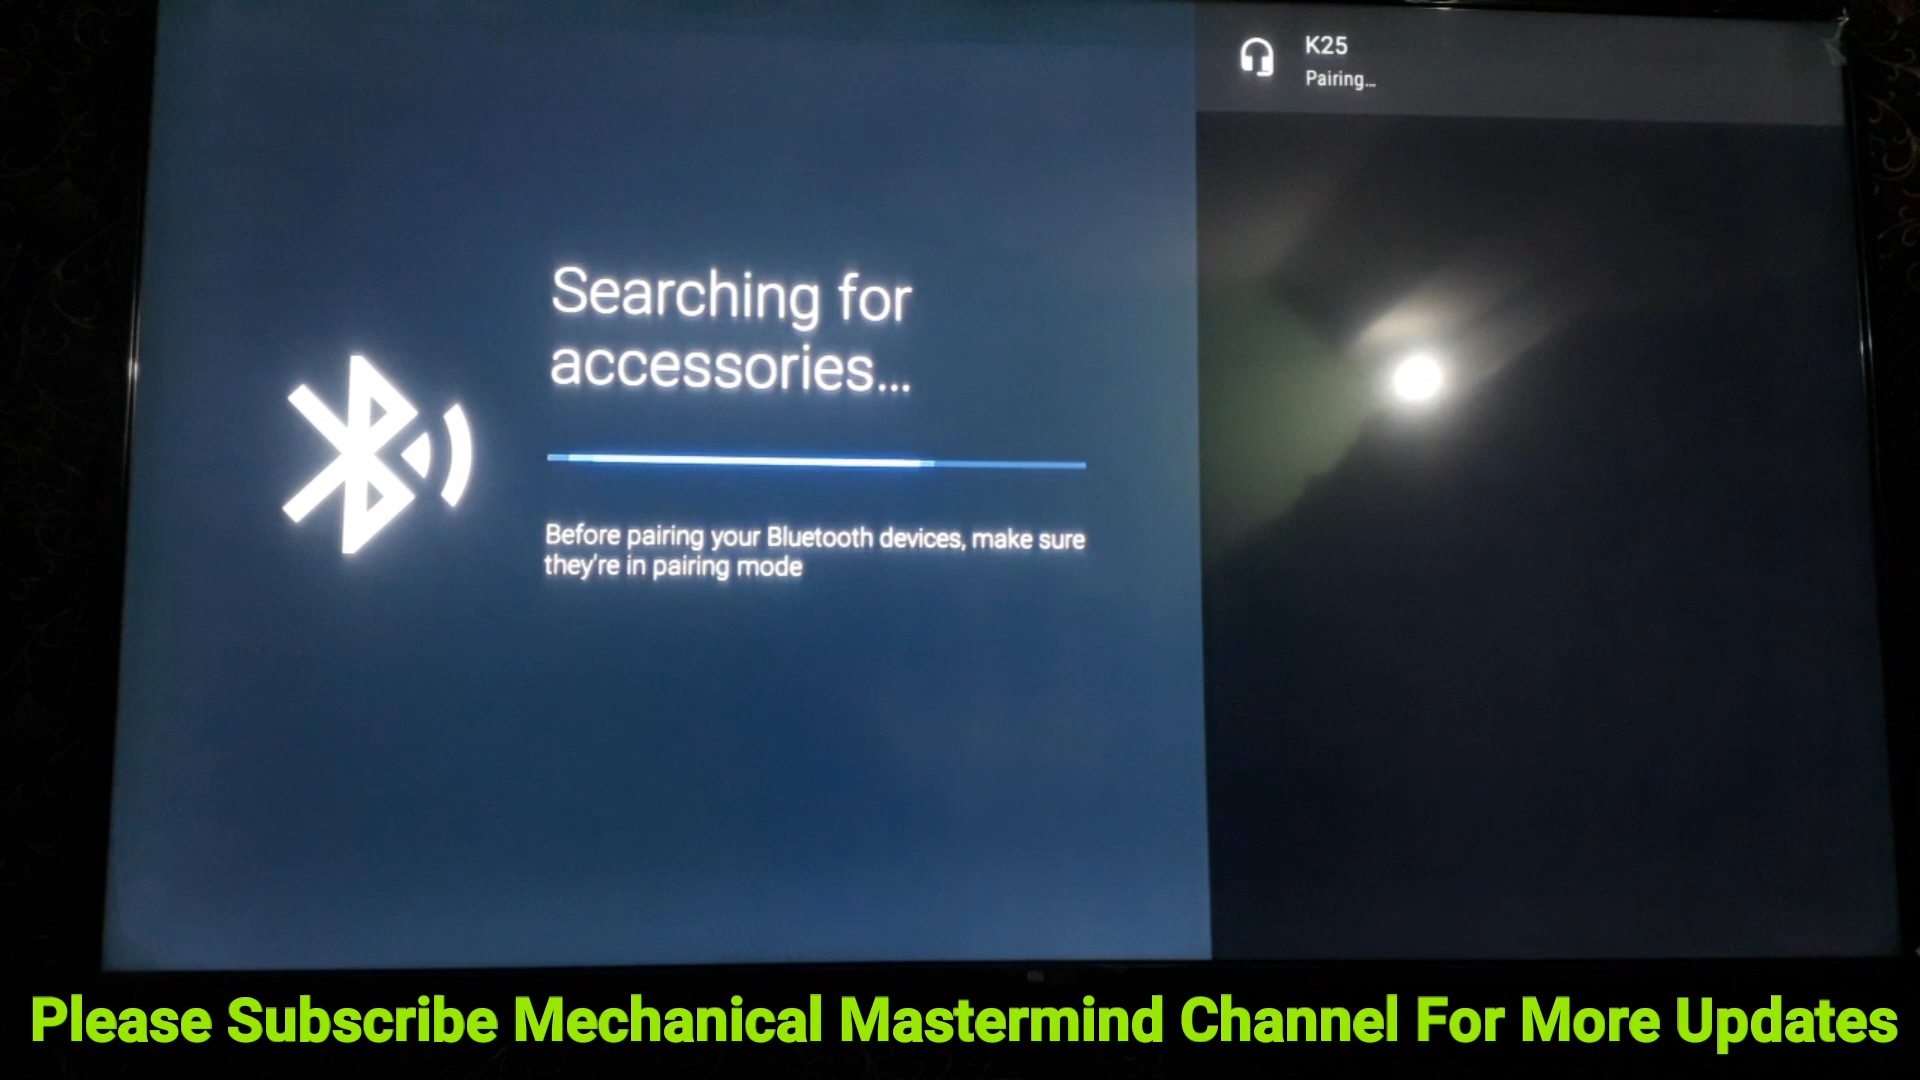 K25
Pairing...
Searching for
accessories...
Before pairing your Bluetooth devices, make sure
they're in pairing mode
Please Subscribe Mechanical Mastermind Channel For More Updates